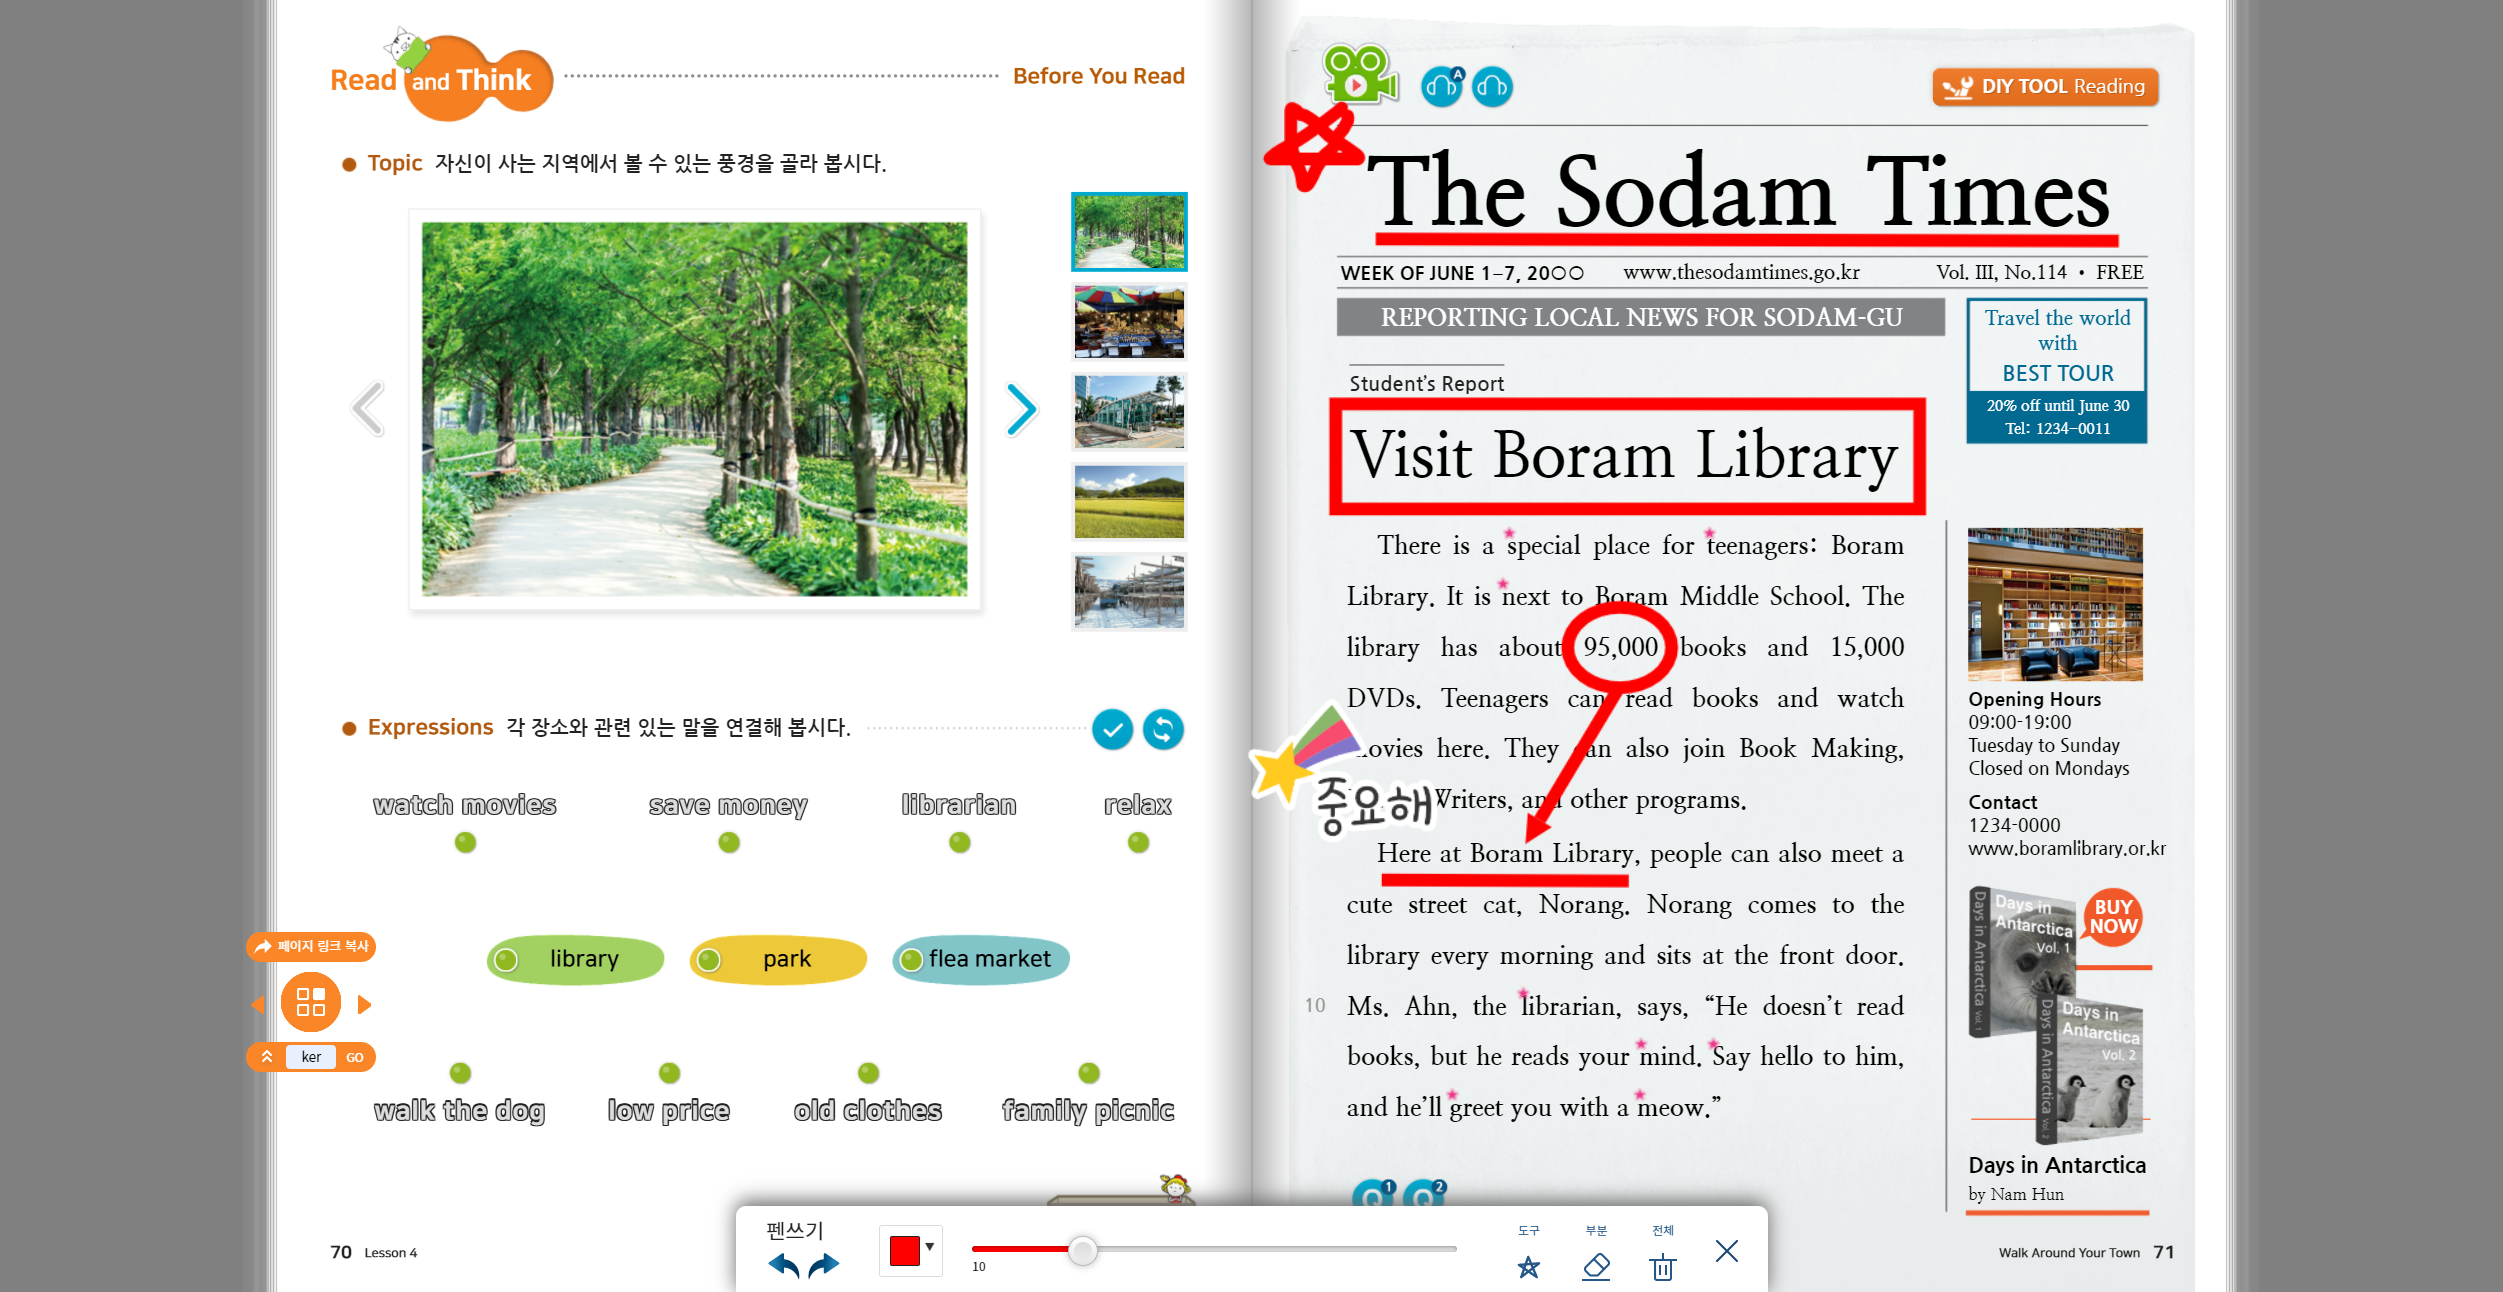 Read and Think
Before You Read
Topic 자신이 사는 지역에서 볼 수 있는 풍경을 골라 봅시다.
Expressions 각 장소와 관련 있는 말을 연결해 봅시다.
watch movies
save money
librarian
relax
library
park
flea market
walk the dog
low price
old clothes
family picnic
페이지 링크 복사
ker
GO
70 Lesson 4
A
DIY TOOL Reading
The Sodam Times
WEEK OF JUNE 1–7, 20○○ www.thesodamtimes.go.kr Vol. III, No.114 • FREE
REPORTING LOCAL NEWS FOR SODAM-GU
Travel the world
with
BEST TOUR
20% off until June 30
Tel: 1234-0011
Student's Report
Visit Boram Library
There is a special place for teenagers: Boram
Library. It is next to Boram Middle School. The
library has about 95,000 books and 15,000
DVDs. Teenagers can read books and watch
movies here. They can also join Book Making,
Writers, and other programs.
중요해
Here at Boram Library, people can also meet a
cute street cat, Norang. Norang comes to the
library every morning and sits at the front door.
10 Ms. Ahn, the librarian, says, “He doesn’t read
books, but he reads your mind. Say hello to him,
and he’ll greet you with a meow.”
Q1 Q2
Opening Hours
09:00-19:00
Tuesday to Sunday
Closed on Mondays
Contact
1234-0000
www.boramlibrary.or.kr
Days in Antarctica Vol. 1
Days in
Antarctica
Vol. 1
BUY
NOW
Days in Antarctica Vol. 2
Days in
Antarctica
Vol. 2
Days in Antarctica
by Nam Hun
Walk Around Your Town 71
펜쓰기
10
도구
부분
전체